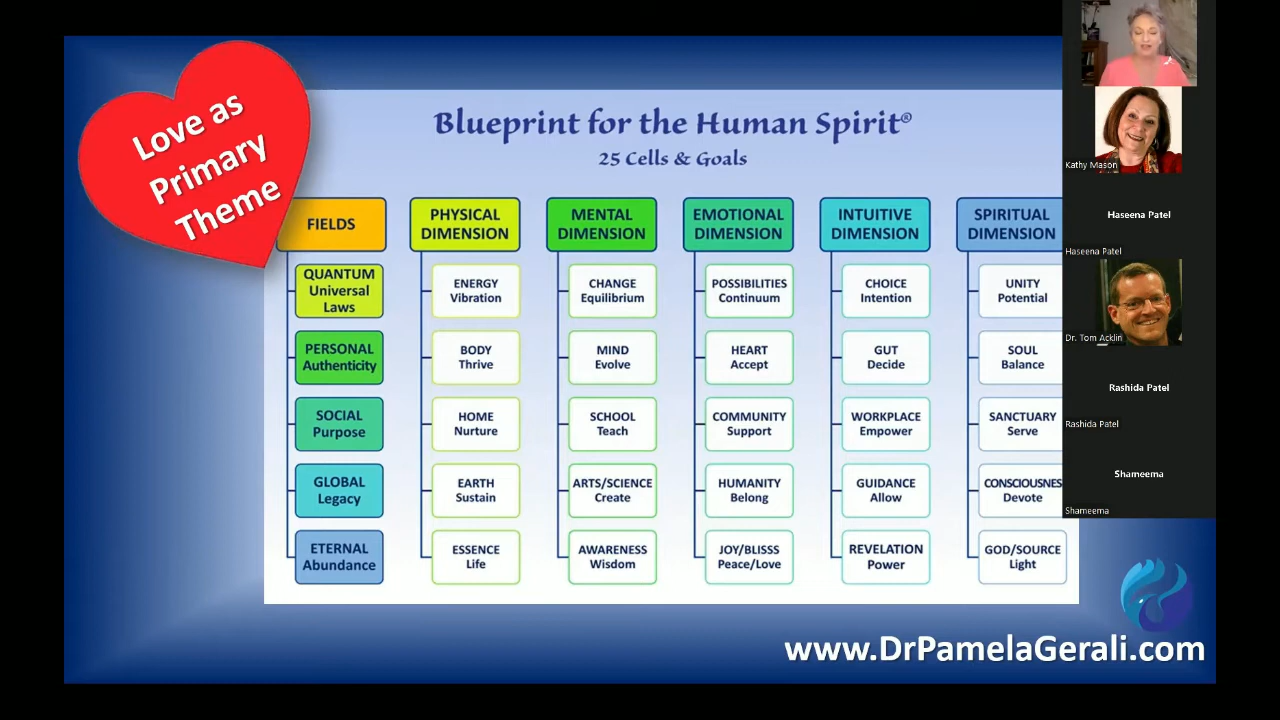 Love as
Primary
Theme
Blueprint for the Human Spirit®
25 Cells & Goals
FIELDS
PHYSICAL
DIMENSION
MENTAL
DIMENSION
EMOTIONAL
DIMENSION
INTUITIVE
DIMENSION
SPIRITUAL
DIMENSION
QUANTUM
Universal
Laws
ENERGY
Vibration
CHANGE
Equilibrium
POSSIBILITIES
Continuum
CHOICE
Intention
UNITY
Potential
PERSONAL
Authenticity
BODY
Thrive
MIND
Evolve
HEART
Accept
GUT
Decide
SOUL
Balance
SOCIAL
Purpose
HOME
Nurture
SCHOOL
Teach
COMMUNITY
Support
WORKPLACE
Empower
SANCTUARY
Serve
GLOBAL
Legacy
EARTH
Sustain
ARTS/SCIENCE
Create
HUMANITY
Belong
GUIDANCE
Allow
CONSCIOUSNES
Devote
ETERNAL
Abundance
ESSENCE
Life
AWARENESS
Wisdom
JOY/BLISSS
Peace/Love
REVELATION
Power
GOD/SOURCE
Light
Kathy Mason
Haseena Patel
Haseena Patel
Dr. Tom Acklin
Rashida Patel
Rashida Patel
Shameema
Shameema
www.DrPamelaGerali.com